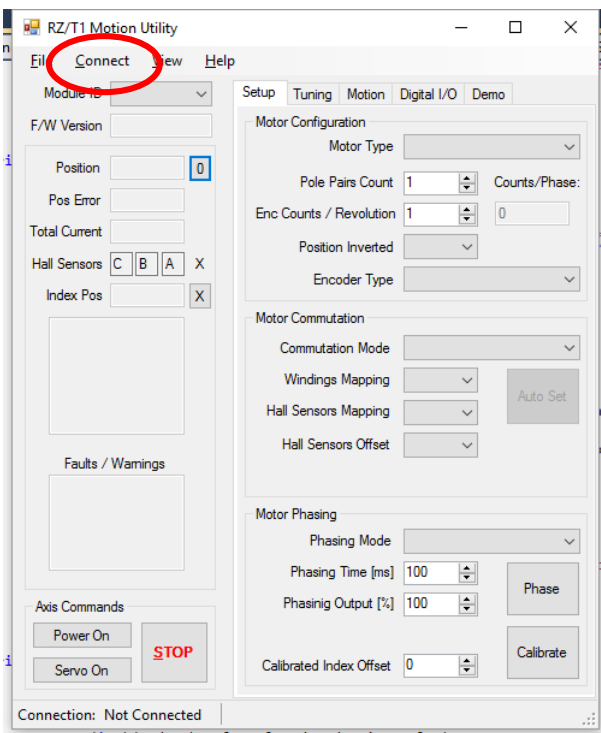 RZ/T1 Motion Utility
File Connect View Help
Module ID
F/W Version
Position 0
Pos Error
Total Current
Hall Sensors C B A X
Index Pos X
Faults / Warnings
Axis Commands
Power On
Servo On
STOP
Setup Tuning Motion Digital I/O Demo
Motor Configuration
Motor Type
Pole Pairs Count 1 Counts/Phase:
Enc Counts / Revolution 1 0
Position Inverted
Encoder Type
Motor Commutation
Commutation Mode
Windings Mapping
Hall Sensors Mapping
Auto Set
Hall Sensors Offset
Motor Phasing
Phasing Mode
Phasing Time [ms] 100
Phasinig Output [%] 100
Phase
Calibrated Index Offset 0
Calibrate
Connection: Not Connected